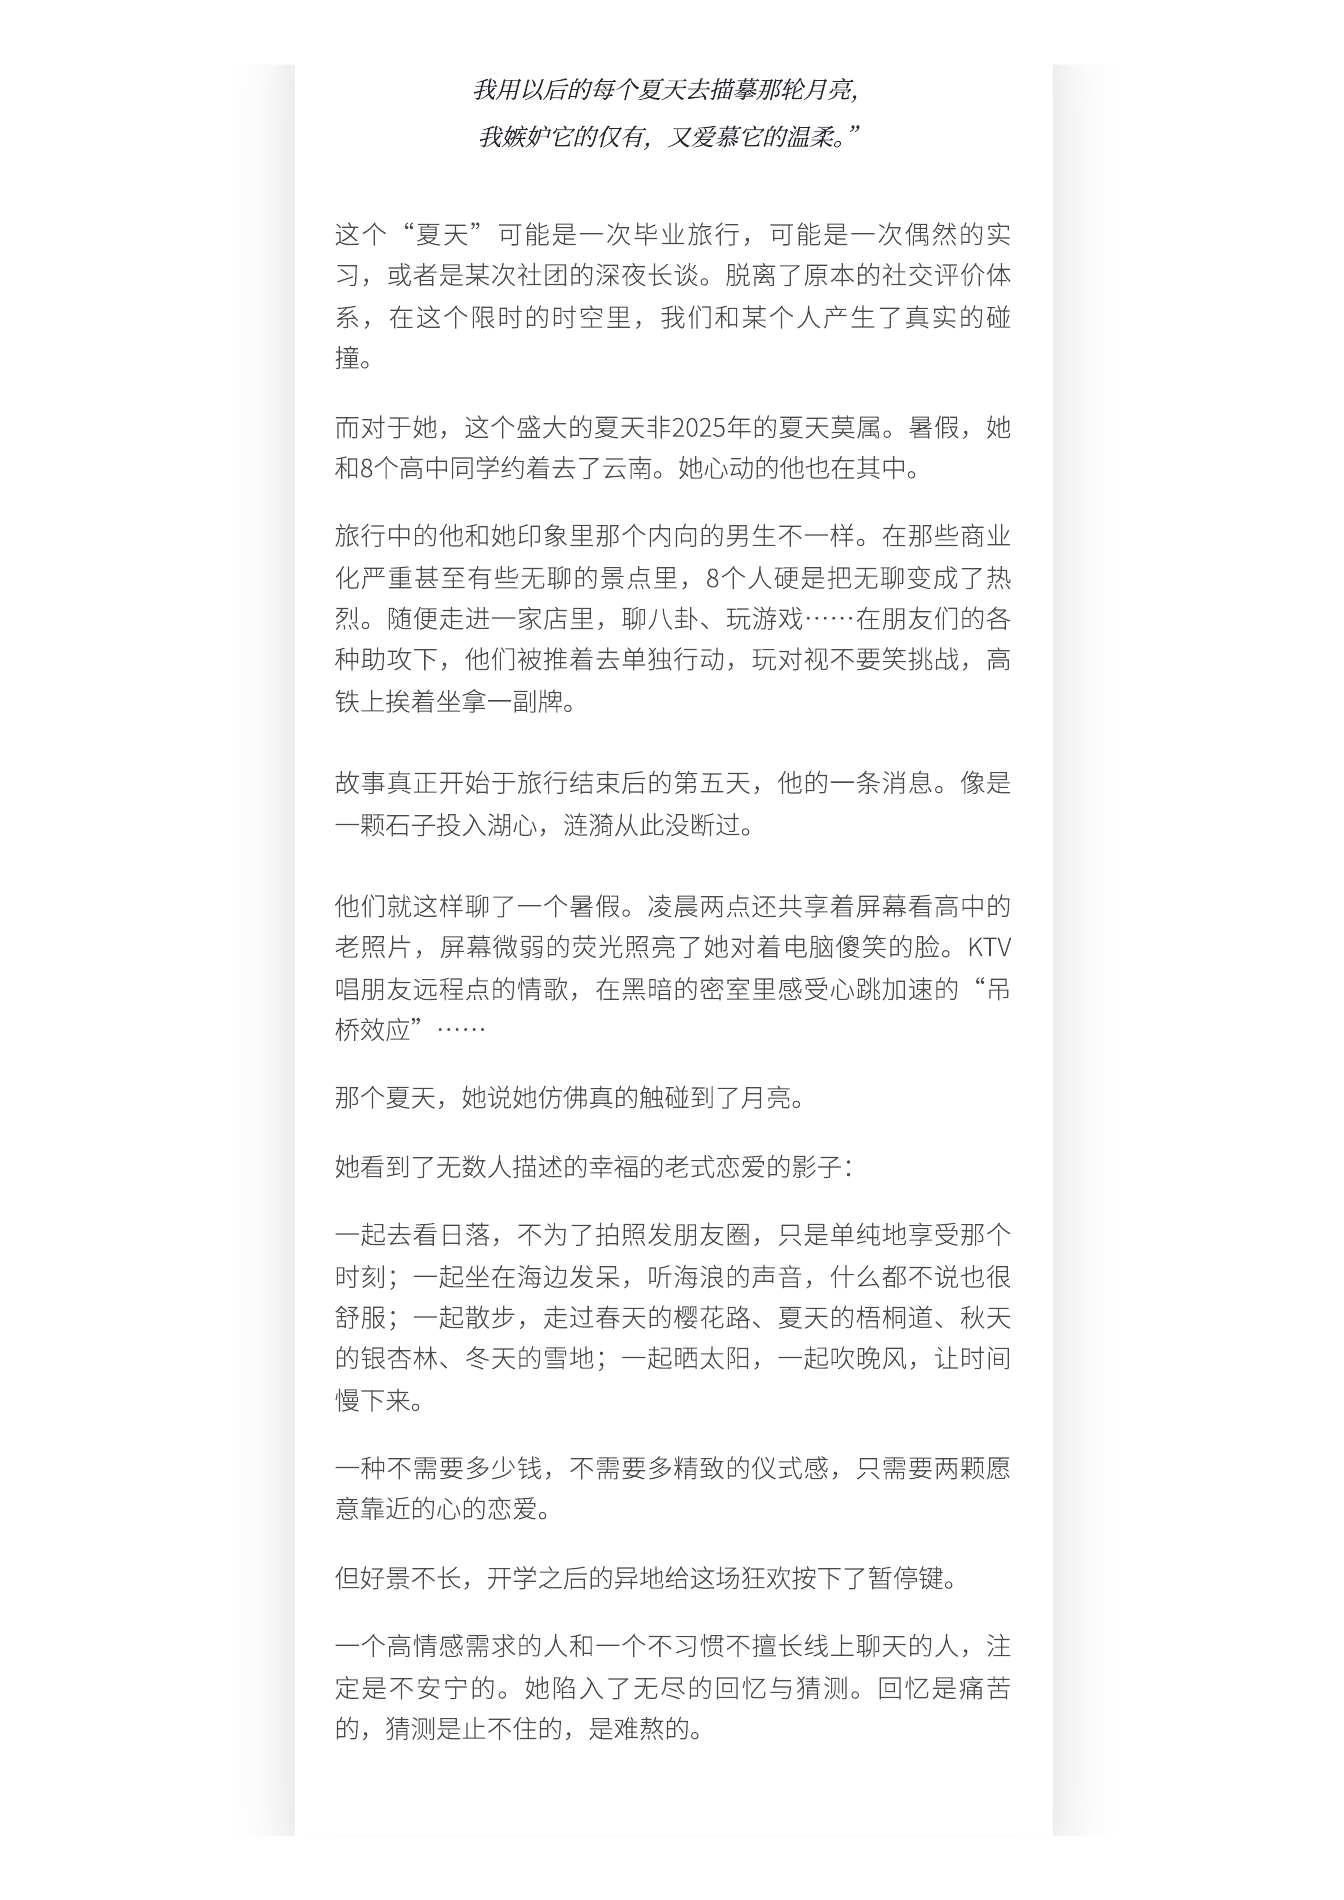 我用以后的每个夏天去描摹那轮月亮，
我嫉妒它的仅有，又爱慕它的温柔。”
这个“夏天”可能是一次毕业旅行，可能是一次偶然的实
习，或者是某次社团的深夜长谈。脱离了原本的社交评价体
系，在这个限时的时空里，我们和某个人产生了真实的碰
撞。
而对于她，这个盛大的夏天非2025年的夏天莫属。暑假，她
和8个高中同学约着去了云南。她心动的他也在其中。
旅行中的他和她印象里那个内向的男生不一样。在那些商业
化严重甚至有些无聊的景点里，8个人硬是把无聊变成了热
烈。随便走进一家店里，聊八卦、玩游戏……在朋友们的各
种助攻下，他们被推着去单独行动，玩对视不要笑挑战，高
铁上挨着坐拿一副牌。
故事真正开始于旅行结束后的第五天，他的一条消息。像是
一颗石子投入湖心，涟漪从此没断过。
他们就这样聊了一个暑假。凌晨两点还共享着屏幕看高中的
老照片，屏幕微弱的荧光照亮了她对着电脑傻笑的脸。KTV
唱朋友远程点的情歌，在黑暗的密室里感受心跳加速的“吊
桥效应”……
那个夏天，她说她仿佛真的触碰到了月亮。
她看到了无数人描述的幸福的老式恋爱的影子：
一起去看日落，不为了拍照发朋友圈，只是单纯地享受那个
时刻；一起坐在海边发呆，听海浪的声音，什么都不说也很
舒服；一起散步，走过春天的樱花路、夏天的梧桐道、秋天
的银杏林、冬天的雪地；一起晒太阳，一起吹晚风，让时间
慢下来。
一种不需要多少钱，不需要多精致的仪式感，只需要两颗愿
意靠近的心的恋爱。
但好景不长，开学之后的异地给这场狂欢按下了暂停键。
一个高情感需求的人和一个不习惯不擅长线上聊天的人，注
定是不安宁的。她陷入了无尽的回忆与猜测。回忆是痛苦
的，猜测是止不住的，是难熬的。